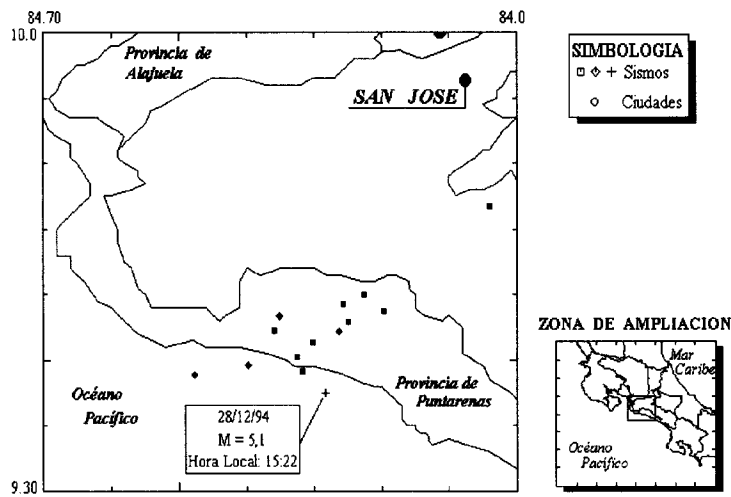 84.70
84.0
10.0
Provincia de
Alajuela
SAN JOSE
Océano
Pacífico
Provincia de
Puntarenas
28/12/94
M = 5,1
Hora Local: 15:22
9.30
SIMBOLOGIA
Sismos
Ciudades
ZONA DE AMPLIACION
Mar
Caribe
Océano
Pacífico